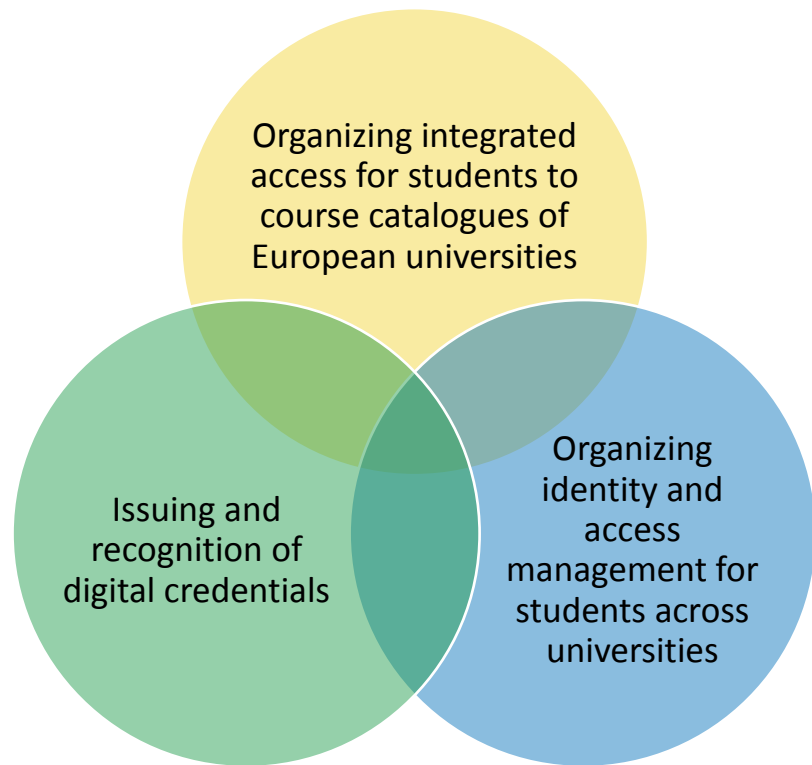 Organizing integrated
access for students to
course catalogues of
European universities
Issuing and
recognition of
digital credentials
Organizing
identity and
access
management for
students across
universities